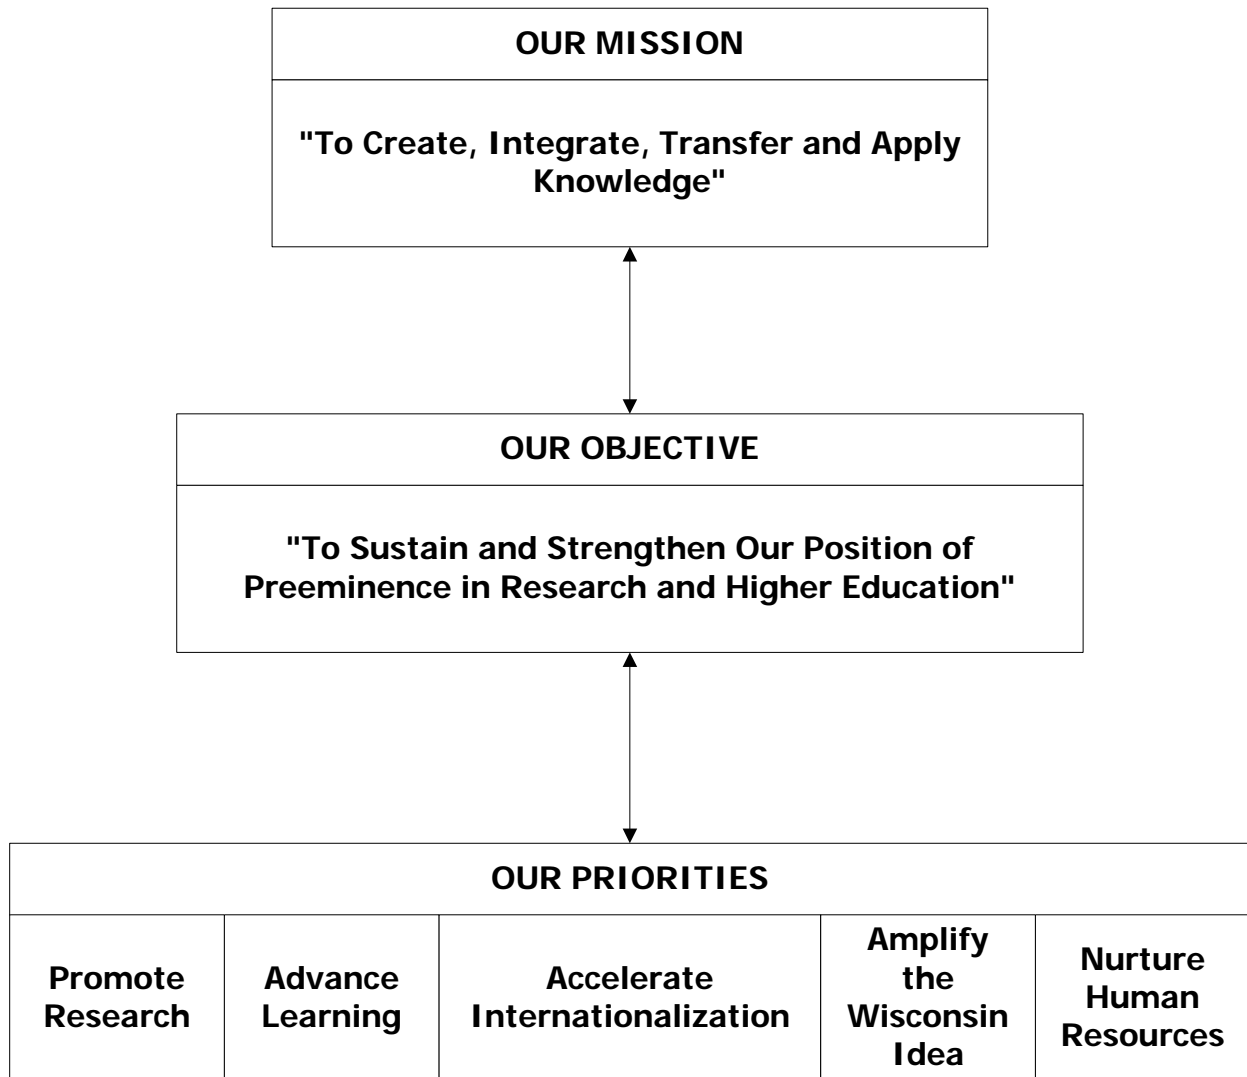 OUR MISSION
"To Create, Integrate, Transfer and Apply
Knowledge"
OUR OBJECTIVE
"To Sustain and Strengthen Our Position of
Preeminence in Research and Higher Education"
OUR PRIORITIES
Promote
Research
Advance
Learning
Accelerate
Internationalization
Amplify
the
Wisconsin
Idea
Nurture
Human
Resources